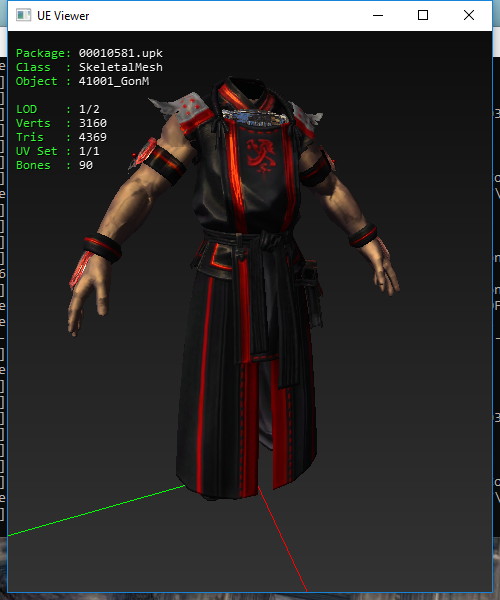 UE Viewer
Package: 00010581.upk
Class : SkeletalMesh
Object : 41001_GonM
LOD : 1/2
Verts : 3160
Tris : 4369
UV Set : 1/1
Bones : 90